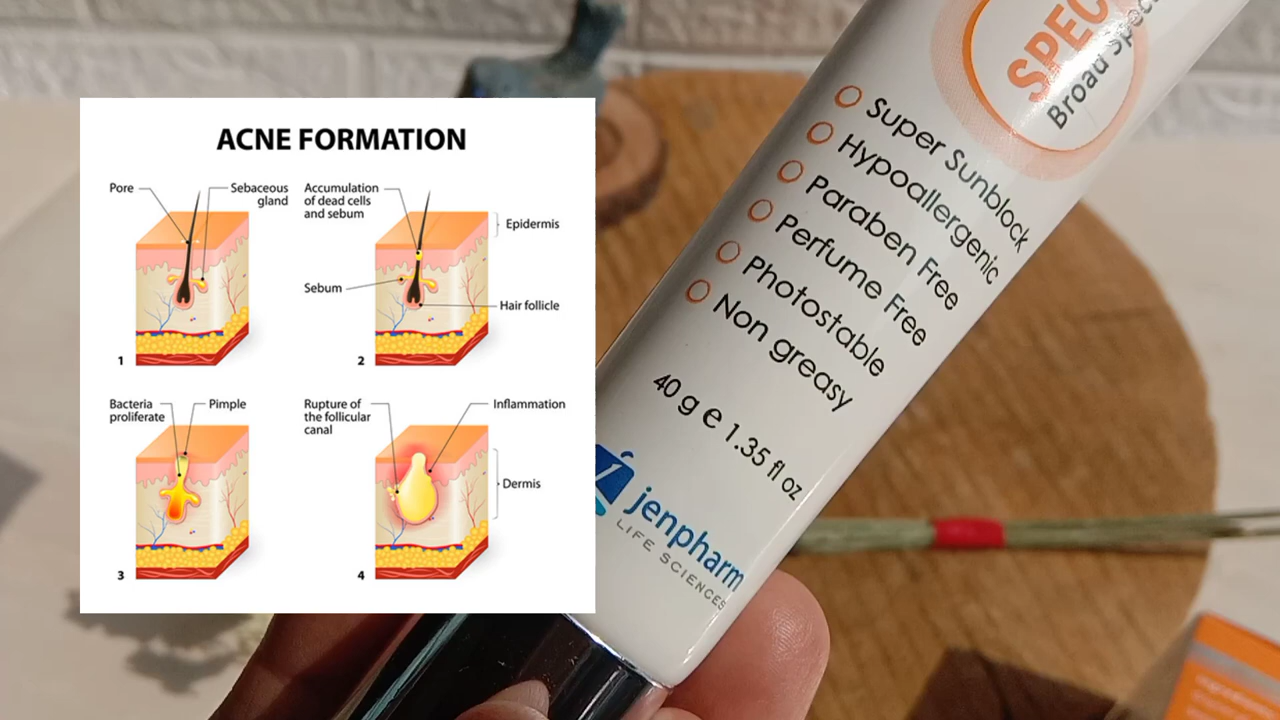 ACNE FORMATION
Pore
Sebaceous
gland
Accumulation
of dead cells
and sebum
Epidermis
Sebum
Hair follicle
1
2
Bacteria
proliferate
Pimple
Rupture of
the follicular
canal
Inflammation
Dermis
3
4
Broad
Super Sunblock
Hypoallergenic
Paraben Free
Perfume Free
Photostable
Non greasy
40 g e 1.35 fl oz
jenpharm
LIFE SCIENCES